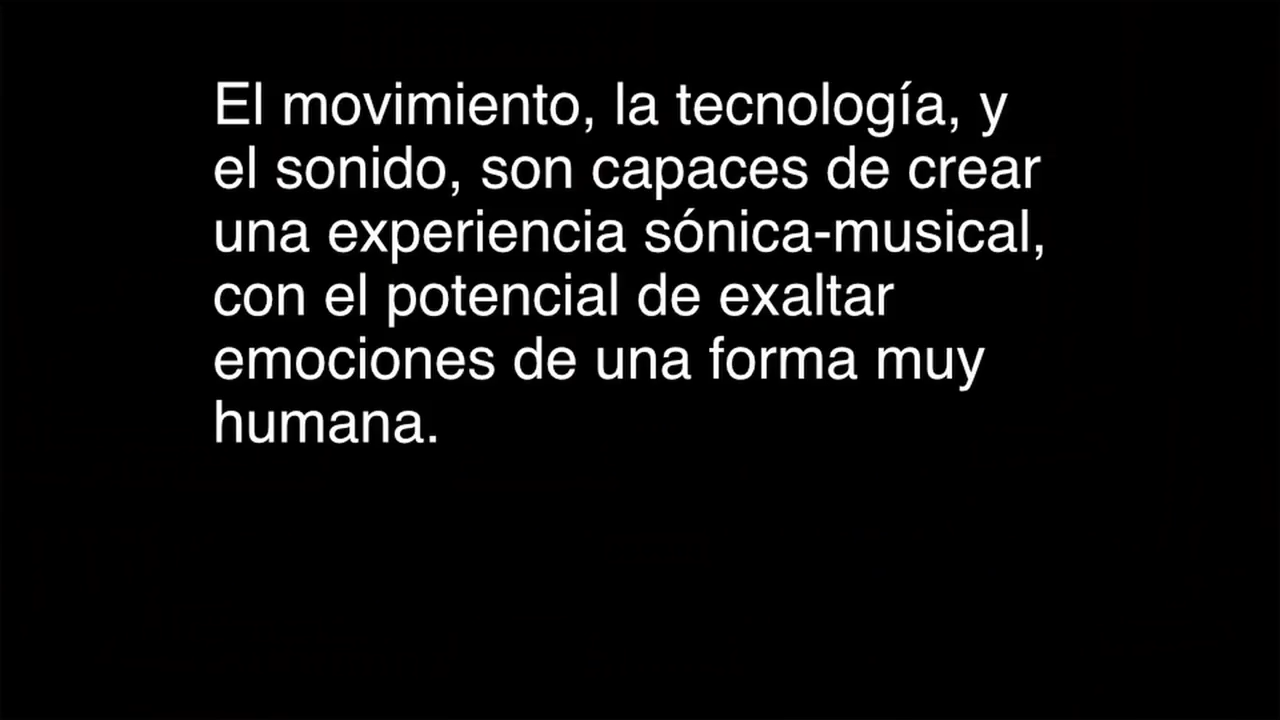 El movimiento, la tecnología, y
el sonido, son capaces de crear
una experiencia sónica-musical,
con el potencial de exaltar
emociones de una forma muy
humana.